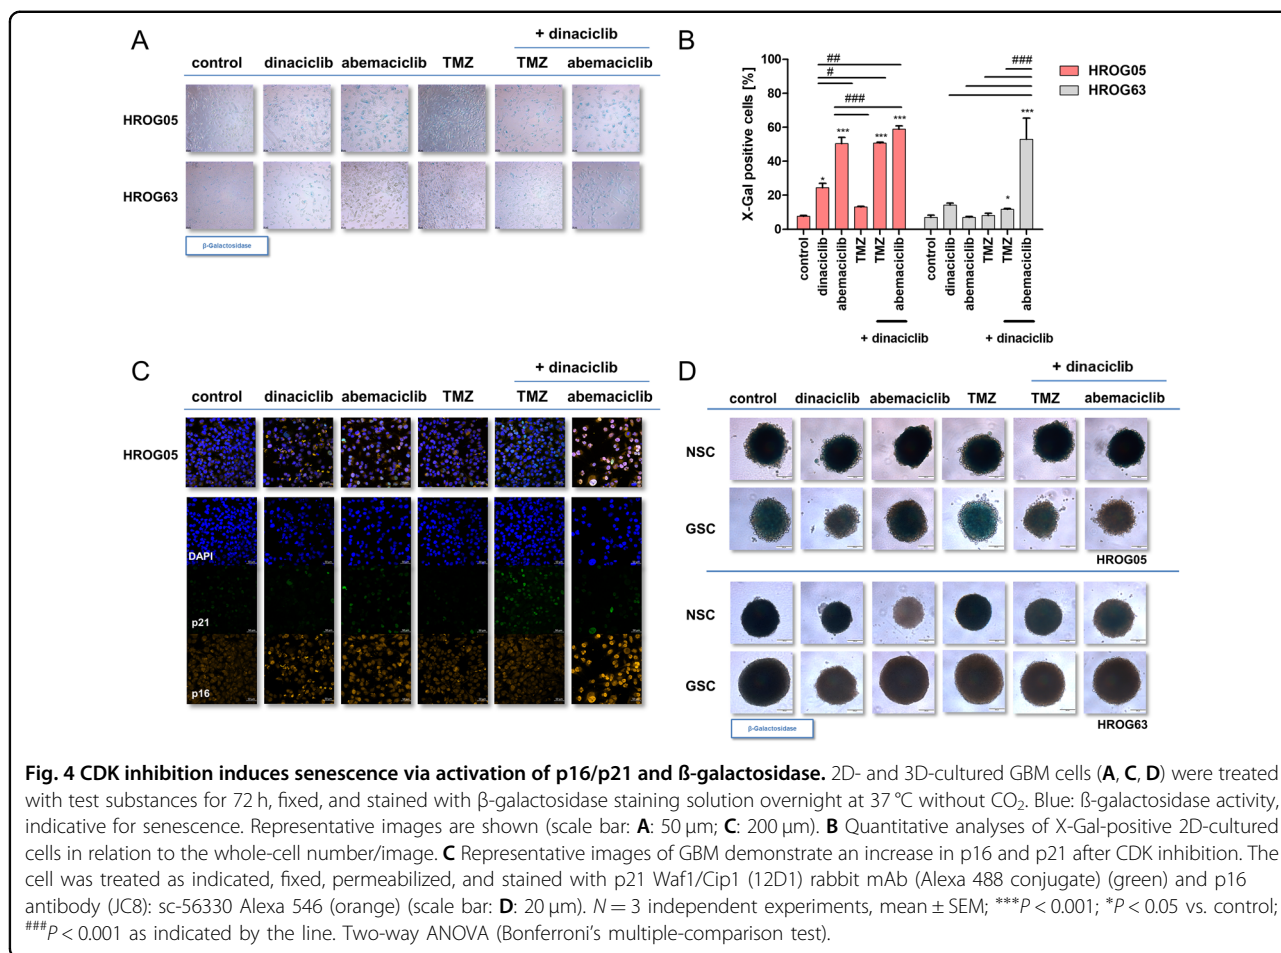 A
+ dinaciclib
control dinaciclib abemaciclib TMZ TMZ abemaciclib
HROG05
HROG63
β-Galactosidase
B
X-Gal positive cells [%]
100
80
60
40
20
0
##
#
###
###
* *** *** *** * ***
HROG05
HROG63
control dinaciclib abemaciclib TMZ TMZ abemaciclib control dinaciclib abemaciclib TMZ TMZ abemaciclib
+ dinaciclib + dinaciclib
C
+ dinaciclib
control dinaciclib abemaciclib TMZ TMZ abemaciclib
HROG05
DAPI
p21
p16
D
+ dinaciclib
control dinaciclib abemaciclib TMZ TMZ abemaciclib
NSC
GSC
HROG05
NSC
GSC
β-Galactosidase
HROG63
Fig. 4 CDK inhibition induces senescence via activation of p16/p21 and ß-galactosidase. 2D- and 3D-cultured GBM cells (A, C, D) were treated
with test substances for 72 h, fixed, and stained with β-galactosidase staining solution overnight at 37 °C without CO₂. Blue: ß-galactosidase activity,
indicative for senescence. Representative images are shown (scale bar: A: 50 μm; C: 200 μm). B Quantitative analyses of X-Gal-positive 2D-cultured
cells in relation to the whole-cell number/image. C Representative images of GBM demonstrate an increase in p16 and p21 after CDK inhibition. The
cell was treated as indicated, fixed, permeabilized, and stained with p21 Waf1/Cip1 (12D1) rabbit mAb (Alexa 488 conjugate) (green) and p16
antibody (JC8): sc-56330 Alexa 546 (orange) (scale bar: D: 20 μm). N = 3 independent experiments, mean ± SEM; ***P < 0.001; *P < 0.05 vs. control;
###P < 0.001 as indicated by the line. Two-way ANOVA (Bonferroni's multiple-comparison test).